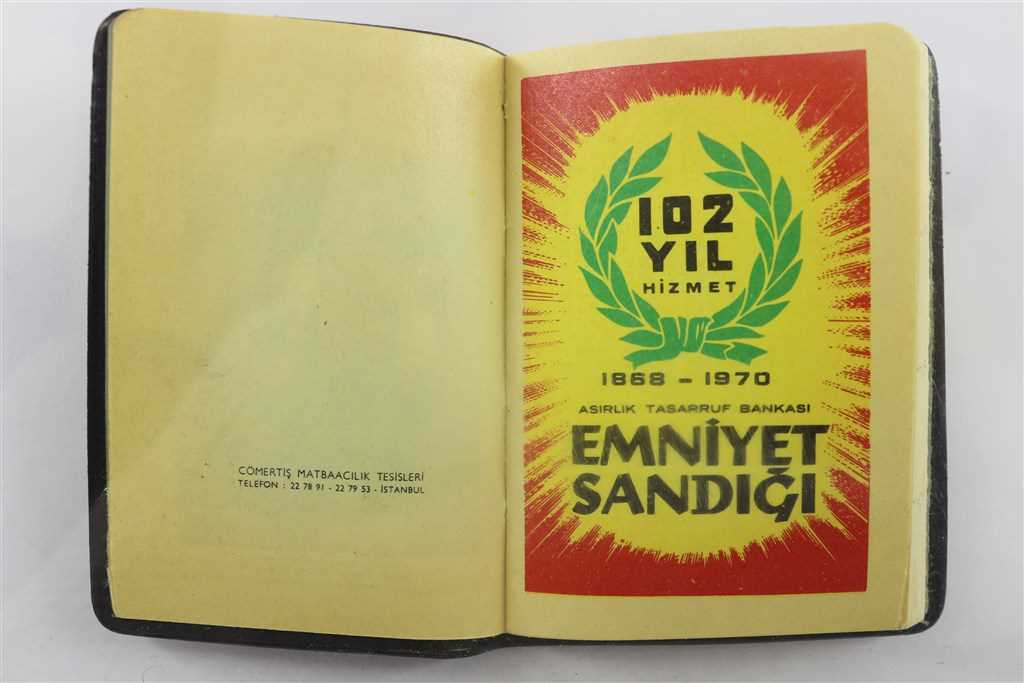 CÖMERTİŞ MATBAACILIK TESİSLERİ
TELEFON : 22 78 91 - 22 79 53 - İSTANBUL
102
YIL
HİZMET
1868 - 1970
ASIRLIK TASARRUF BANKASI
EMNİYET
SANDIĞI